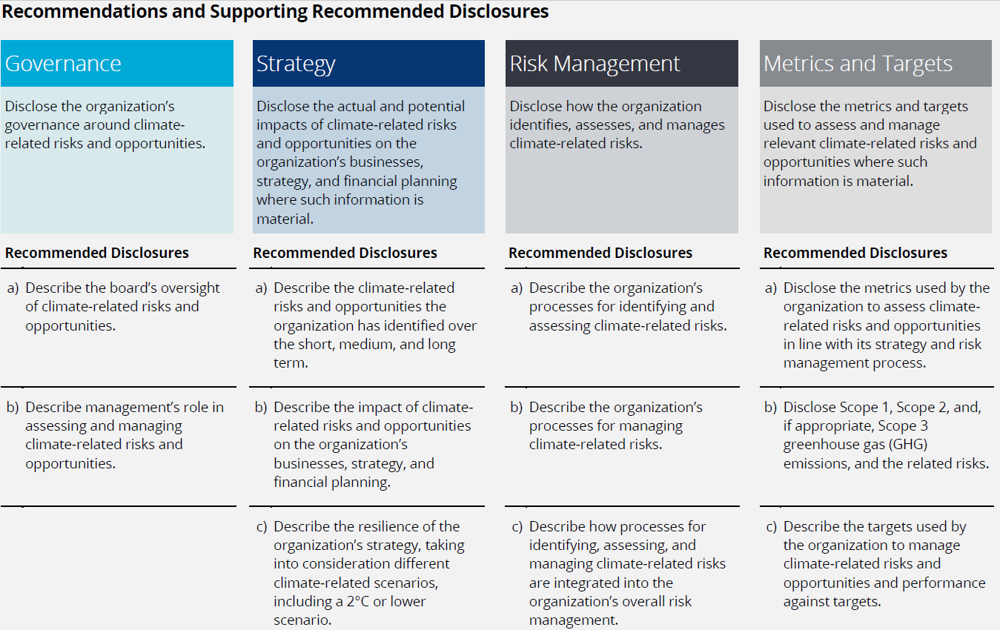 Recommendations and Supporting Recommended Disclosures
Governance
Disclose the organization’s
governance around climate-
related risks and opportunities.
Recommended Disclosures
a) Describe the board’s oversight
of climate-related risks and
opportunities.
b) Describe management’s role in
assessing and managing
climate-related risks and
opportunities.
Strategy
Disclose the actual and potential
impacts of climate-related risks
and opportunities on the
organization’s businesses,
strategy, and financial planning
where such information is
material.
Recommended Disclosures
a) Describe the climate-related
risks and opportunities the
organization has identified over
the short, medium, and long
term.
b) Describe the impact of climate-
related risks and opportunities
on the organization’s
businesses, strategy, and
financial planning.
c) Describe the resilience of the
organization’s strategy, taking
into consideration different
climate-related scenarios,
including a 2°C or lower
scenario.
Risk Management
Disclose how the organization
identifies, assesses, and manages
climate-related risks.
Recommended Disclosures
a) Describe the organization’s
processes for identifying and
assessing climate-related risks.
b) Describe the organization’s
processes for managing
climate-related risks.
c) Describe how processes for
identifying, assessing, and
managing climate-related risks
are integrated into the
organization’s overall risk
management.
Metrics and Targets
Disclose the metrics and targets
used to assess and manage
relevant climate-related risks and
opportunities where such
information is material.
Recommended Disclosures
a) Disclose the metrics used by the
organization to assess climate-
related risks and opportunities
in line with its strategy and risk
management process.
b) Disclose Scope 1, Scope 2, and,
if appropriate, Scope 3
greenhouse gas (GHG)
emissions, and the related risks.
c) Describe the targets used by
the organization to manage
climate-related risks and
opportunities and performance
against targets.